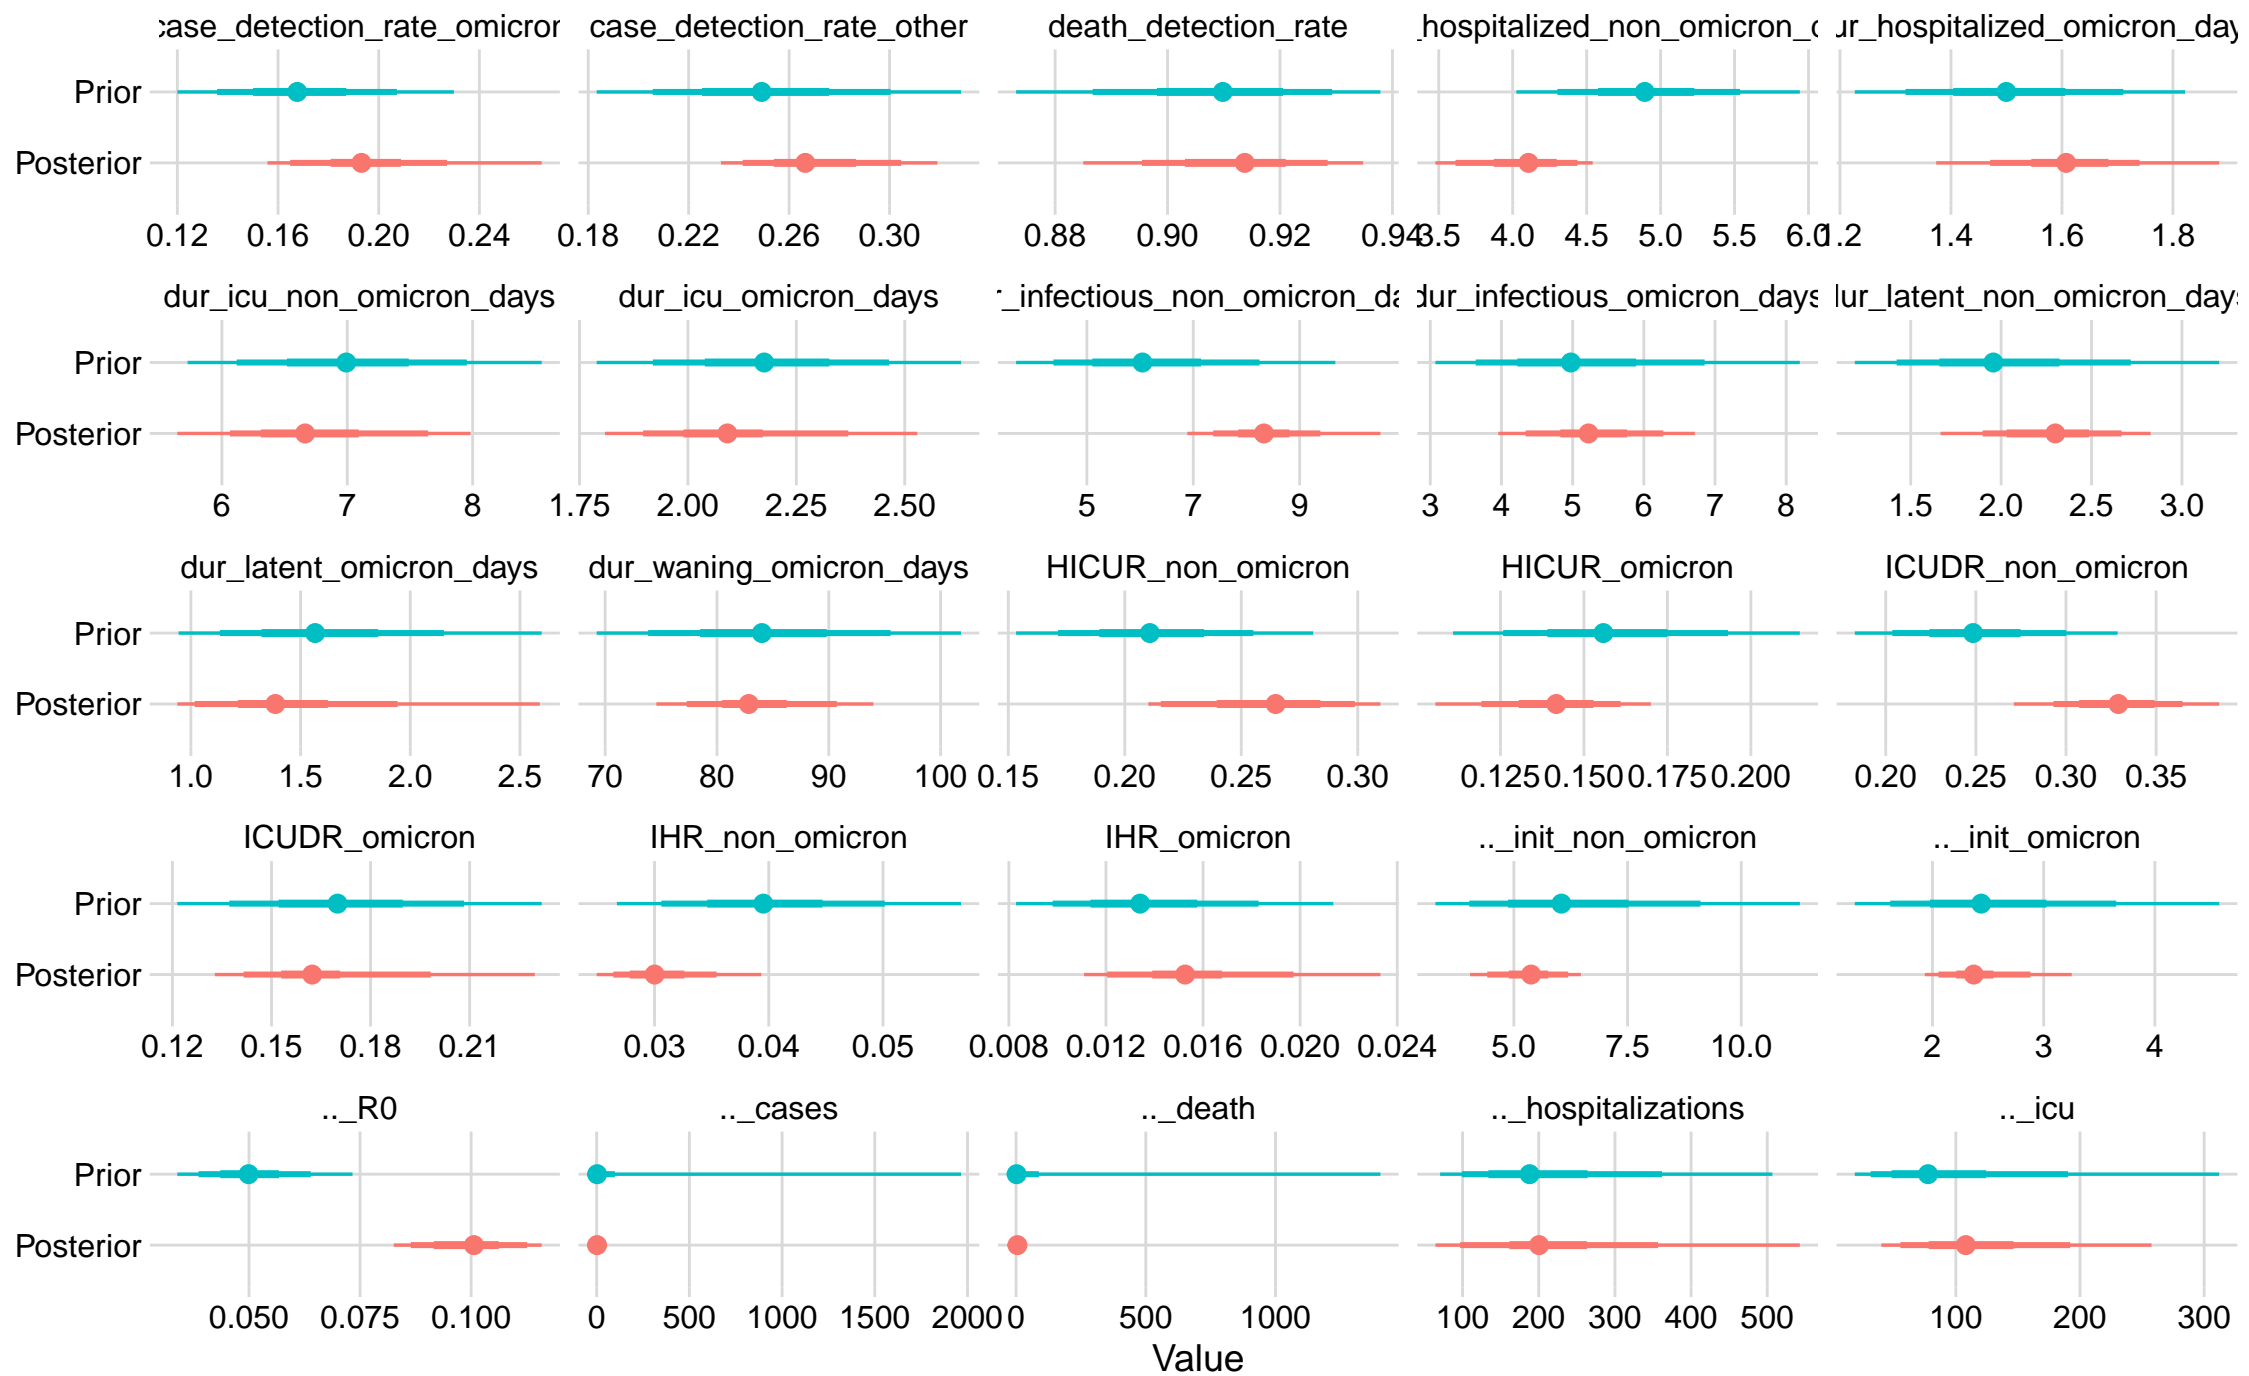 case_detection_rate_omicron case_detection_rate_other death_detection_rate _hospitalized_non_omicron_ ur_hospitalized_omicron_day
Prior
Posterior
0.12 0.16 0.20 0.24 0.18 0.22 0.26 0.30 0.88 0.90 0.92 0.94 3.5 4.0 4.5 5.0 5.5 6.0 1.2 1.4 1.6 1.8
dur_icu_non_omicron_days dur_icu_omicron_days r_infectious_non_omicron_da dur_infectious_omicron_days dur_latent_non_omicron_days
Prior
Posterior
6 7 8 1.75 2.00 2.25 2.50 5 7 9 3 4 5 6 7 8 1.5 2.0 2.5 3.0
dur_latent_omicron_days dur_waning_omicron_days HICUR_non_omicron HICUR_omicron ICUDR_non_omicron
Prior
Posterior
1.0 1.5 2.0 2.5 70 80 90 100 0.15 0.20 0.25 0.30 0.125 0.150 0.175 0.200 0.20 0.25 0.30 0.35
ICUDR_omicron IHR_non_omicron IHR_omicron .._init_non_omicron .._init_omicron
Prior
Posterior
0.12 0.15 0.18 0.21 0.03 0.04 0.05 0.008 0.012 0.016 0.020 0.024 5.0 7.5 10.0 2 3 4
.._R0 .._cases .._death .._hospitalizations .._icu
Prior
Posterior
0.050 0.075 0.100 0 500 1000 1500 2000 0 500 1000 100 200 300 400 500 100 200 300
Value